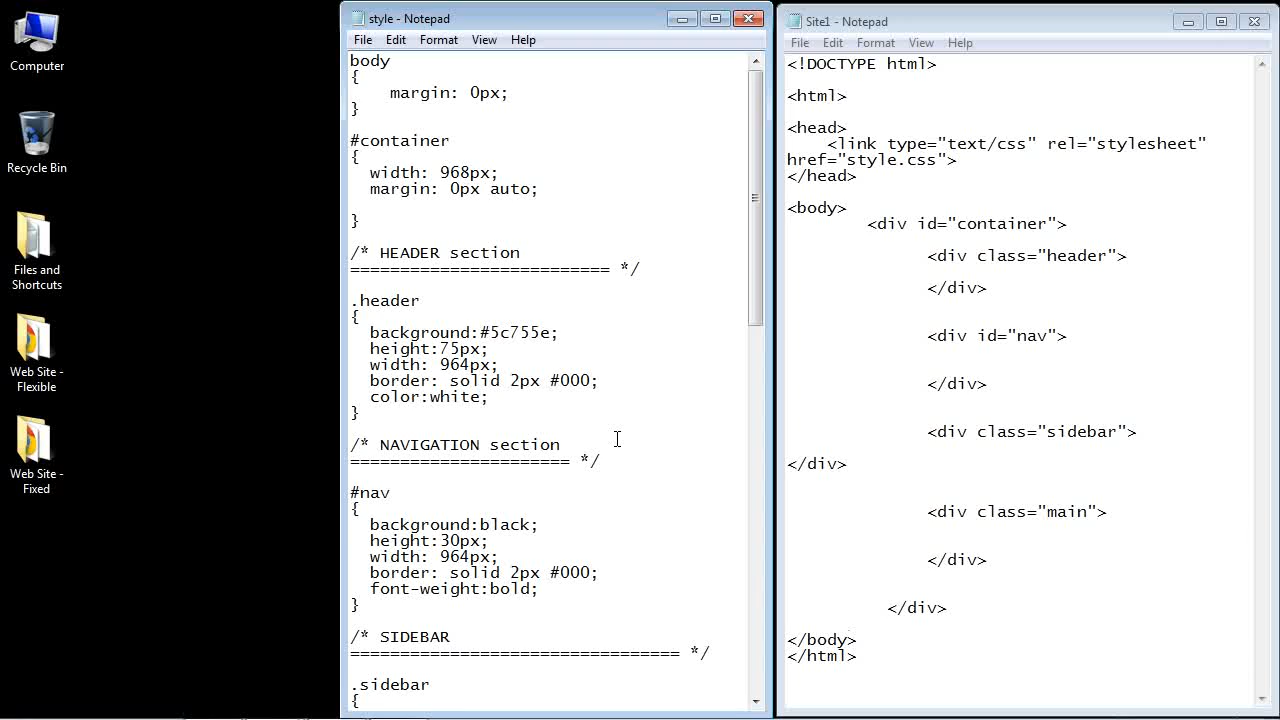 Computer
Recycle Bin
Files and
Shortcuts
Web Site -
Flexible
Web Site -
Fixed
style - Notepad
File Edit Format View Help
body
{
margin: 0px;
}
#container
{
width: 968px;
margin: 0px auto;
}
/* HEADER section
========================== */
.header
{
background:#5c755e;
height:75px;
width: 964px;
border: solid 2px #000;
color:white;
}
/* NAVIGATION section
====================== */
#nav
{
background:black;
height:30px;
width: 964px;
border: solid 2px #000;
font-weight:bold;
}
/* SIDEBAR
================================= */
.sidebar
{
Site1 - Notepad
File Edit Format View Help
<!DOCTYPE html>
<html>
<head>
<link type="text/css" rel="stylesheet"
href="style.css">
</head>
<body>
<div id="container">
<div class="header">
</div>
<div id="nav">
</div>
<div class="sidebar">
</div>
<div class="main">
</div>
</div>
</body>
</html>